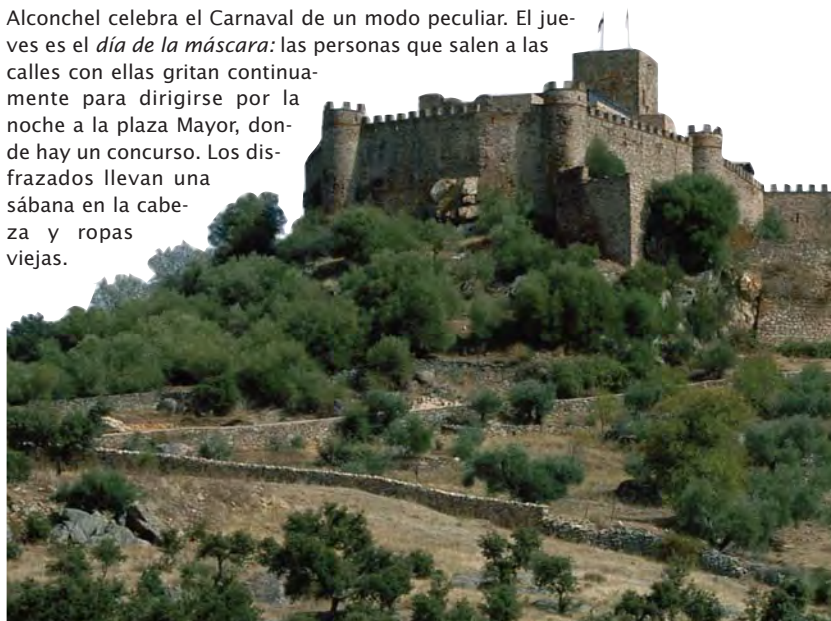 Alconchel celebra el Carnaval de un modo peculiar. El jue-
ves es el día de la máscara: las personas que salen a las
calles con ellas gritan continua-
mente para dirigirse por la
noche a la plaza Mayor, don-
de hay un concurso. Los dis-
frazados llevan una
sábana en la cabe-
za y ropas
viejas.